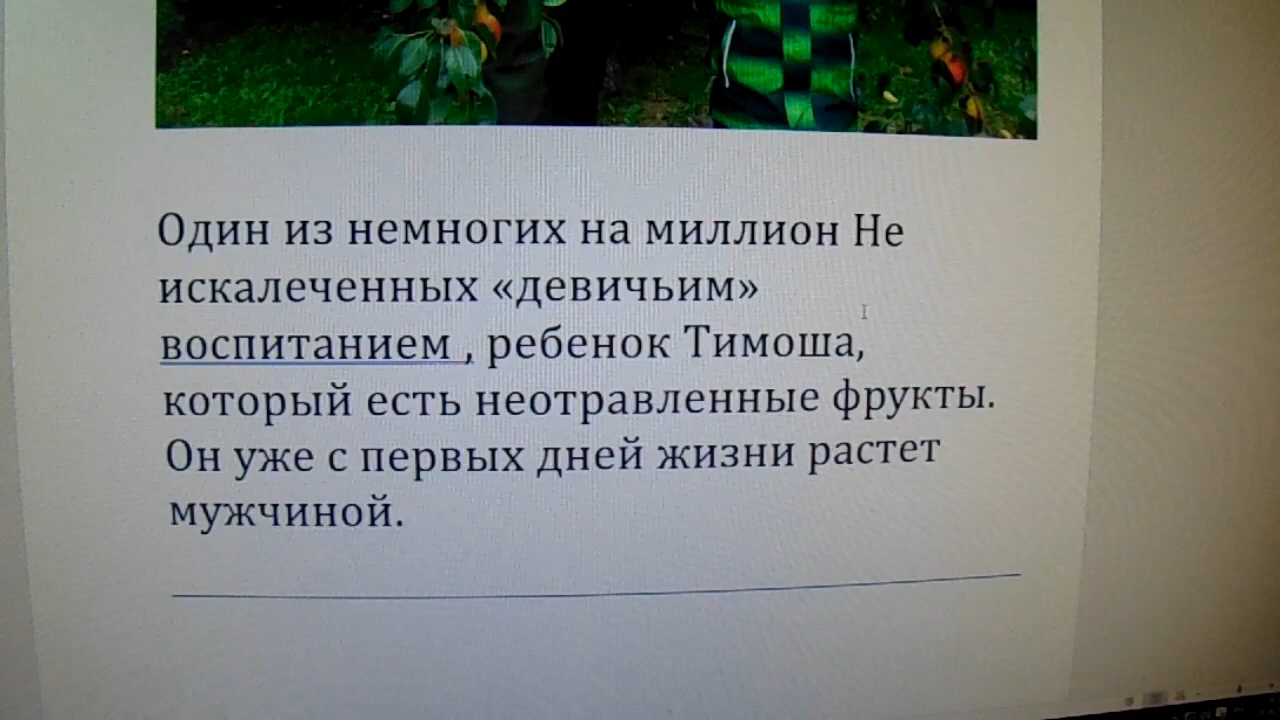 Один из немногих на миллион Не
искалеченных «девичьим»
воспитанием , ребенок Тимоша,
который есть неотравленные фрукты.
Он уже с первых дней жизни растет
мужчиной.